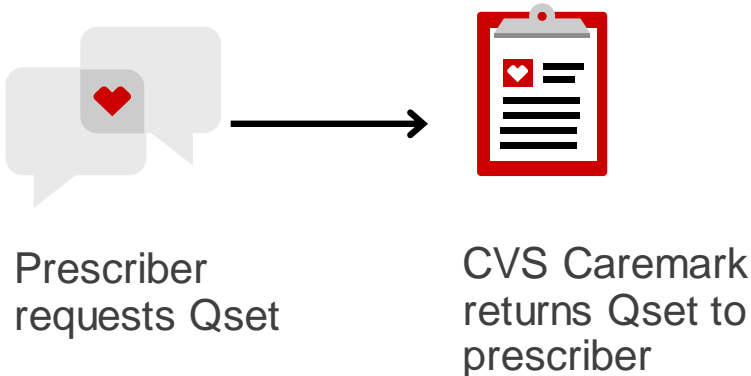 Prescriber
requests Qset
CVS Caremark
returns Qset to
prescriber